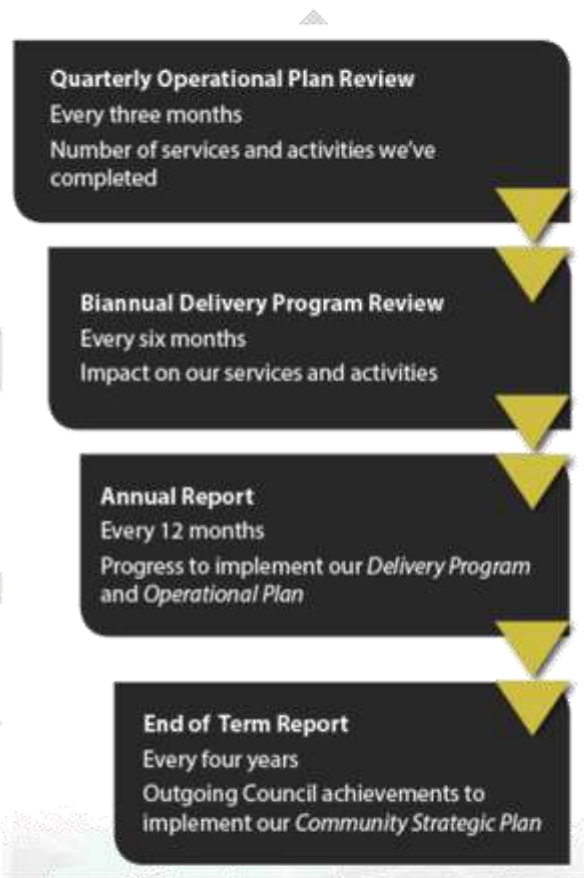 Quarterly Operational Plan Review
Every three months
Number of services and activities we've
completed
Biannual Delivery Program Review
Every six months
Impact on our services and activities
Annual Report
Every 12 months
Progress to implement our Delivery Program
and Operational Plan
End of Term Report
Every four years
Outgoing Council achievements to
implement our Community Strategic Plan